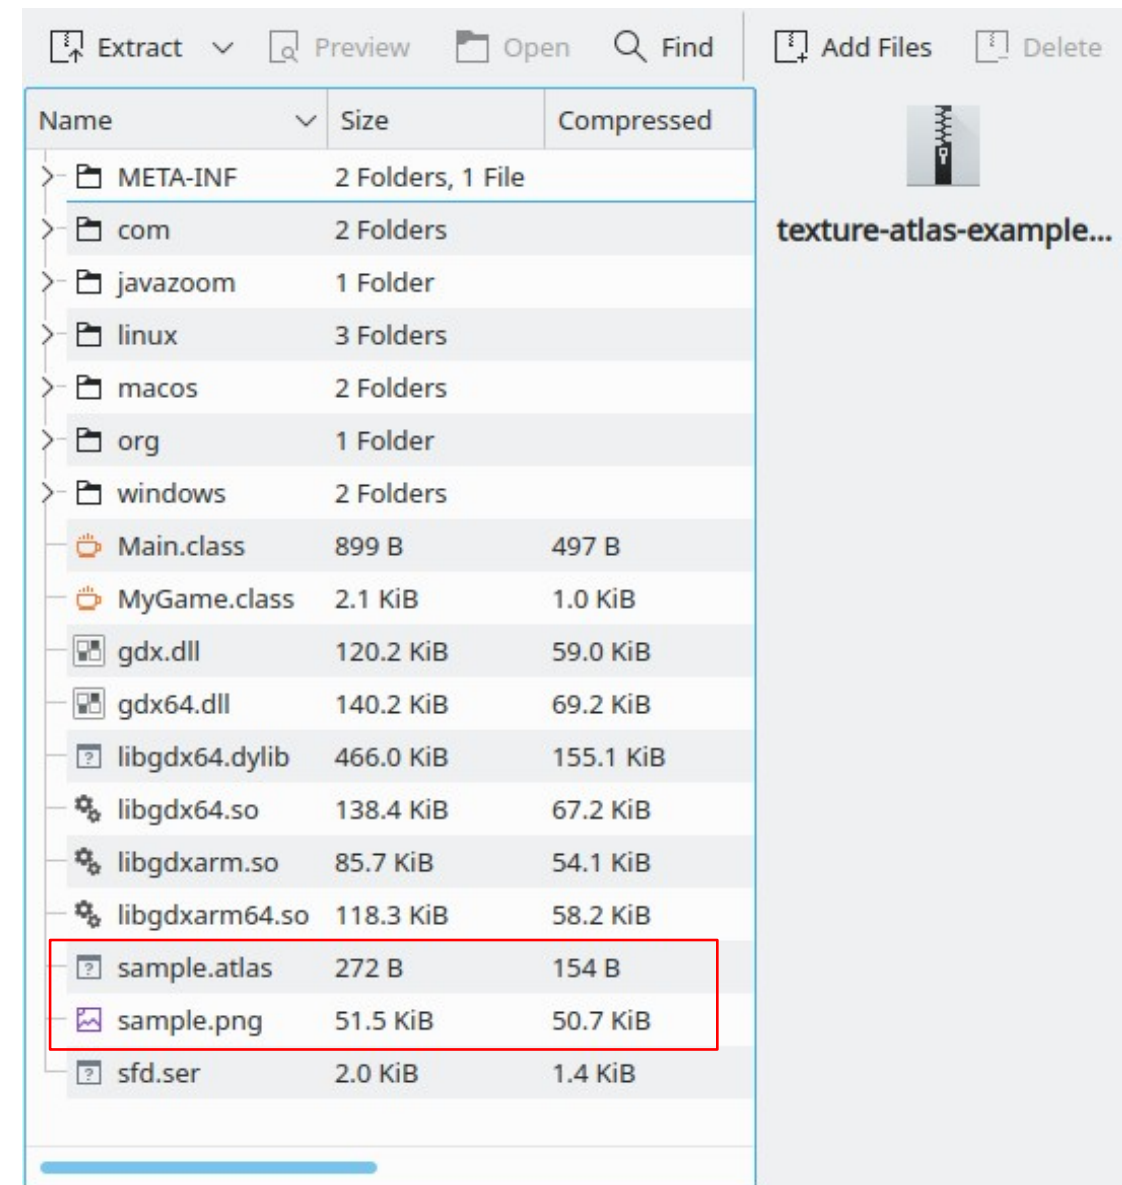 Extract Preview Open Find Add Files Delete
Name Size Compressed
META-INF 2 Folders, 1 File
com 2 Folders
texture-atlas-example...
javazoom 1 Folder
linux 3 Folders
macos 2 Folders
org 1 Folder
windows 2 Folders
Main.class 899 B 497 B
MyGame.class 2.1 KiB 1.0 KiB
gdx.dll 120.2 KiB 59.0 KiB
gdx64.dll 140.2 KiB 69.2 KiB
libgdx64.dylib 466.0 KiB 155.1 KiB
libgdx64.so 138.4 KiB 67.2 KiB
libgdxarm.so 85.7 KiB 54.1 KiB
libgdxarm64.so 118.3 KiB 58.2 KiB
sample.atlas 272 B 154 B
sample.png 51.5 KiB 50.7 KiB
sfd.ser 2.0 KiB 1.4 KiB